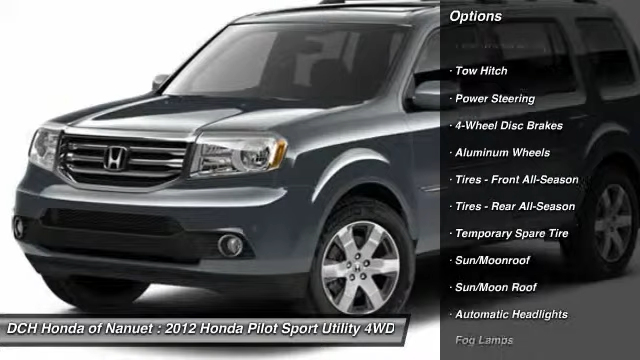 Options
· Tow Hitch
· Power Steering
· 4-Wheel Disc Brakes
· Aluminum Wheels
· Tires - Front All-Season
· Tires - Rear All-Season
· Temporary Spare Tire
· Sun/Moonroof
· Sun/Moon Roof
· Automatic Headlights
· Fog Lamps
DCH Honda of Nanuet : 2012 Honda Pilot Sport Utility 4WD